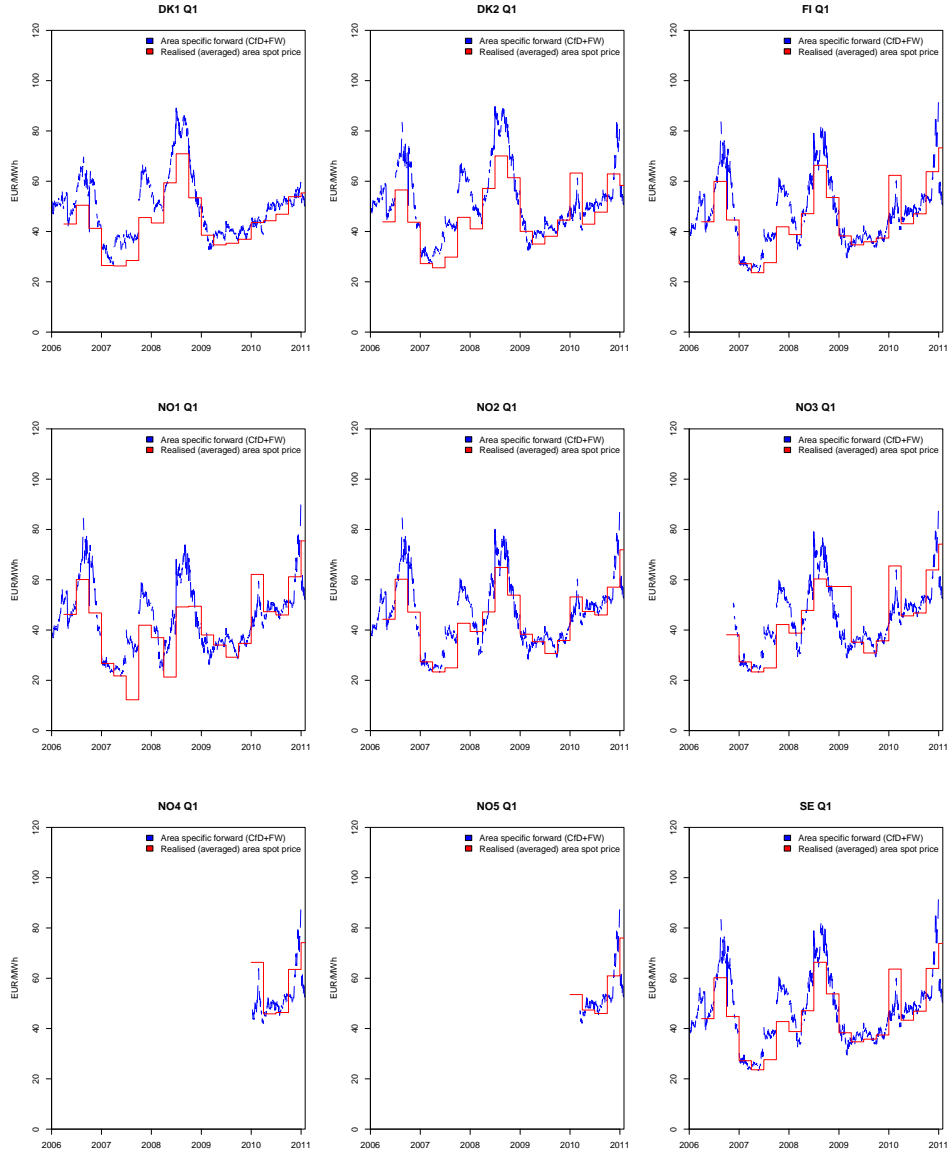 DK1 Q1
DK2 Q1
FI Q1
Area specific forward (CfD+FW)
Realised (averaged) area spot price
EUR/MWh
0 20 40 60 80 100 120
2006 2007 2008 2009 2010 2011
Area specific forward (CfD+FW)
Realised (averaged) area spot price
EUR/MWh
0 20 40 60 80 100 120
2006 2007 2008 2009 2010 2011
Area specific forward (CfD+FW)
Realised (averaged) area spot price
EUR/MWh
0 20 40 60 80 100 120
2006 2007 2008 2009 2010 2011
NO1 Q1
NO2 Q1
NO3 Q1
Area specific forward (CfD+FW)
Realised (averaged) area spot price
EUR/MWh
0 20 40 60 80 100 120
2006 2007 2008 2009 2010 2011
Area specific forward (CfD+FW)
Realised (averaged) area spot price
EUR/MWh
0 20 40 60 80 100 120
2006 2007 2008 2009 2010 2011
Area specific forward (CfD+FW)
Realised (averaged) area spot price
EUR/MWh
0 20 40 60 80 100 120
2006 2007 2008 2009 2010 2011
NO4 Q1
NO5 Q1
SE Q1
Area specific forward (CfD+FW)
Realised (averaged) area spot price
EUR/MWh
0 20 40 60 80 100 120
2006 2007 2008 2009 2010 2011
Area specific forward (CfD+FW)
Realised (averaged) area spot price
EUR/MWh
0 20 40 60 80 100 120
2006 2007 2008 2009 2010 2011
Area specific forward (CfD+FW)
Realised (averaged) area spot price
EUR/MWh
0 20 40 60 80 100 120
2006 2007 2008 2009 2010 2011